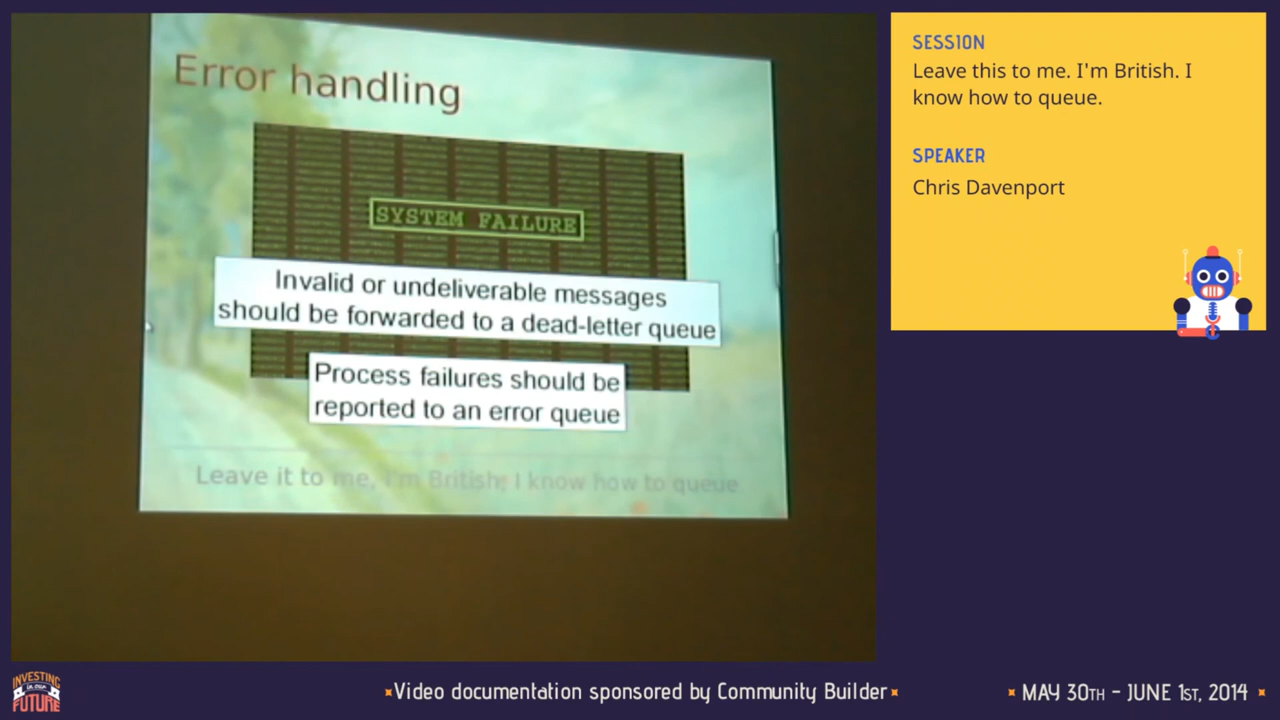 Error handling
SYSTEM FAILURE
Invalid or undeliverable messages
should be forwarded to a dead-letter queue
Process failures should be
reported to an error queue
Leave it to me, I'm British; I know how to queue
SESSION
Leave this to me. I'm British. I
know how to queue.
SPEAKER
Chris Davenport
INVESTING
IN OUR
FUTURE
Video documentation sponsored by Community Builder
MAY 30TH - JUNE 1ST, 2014